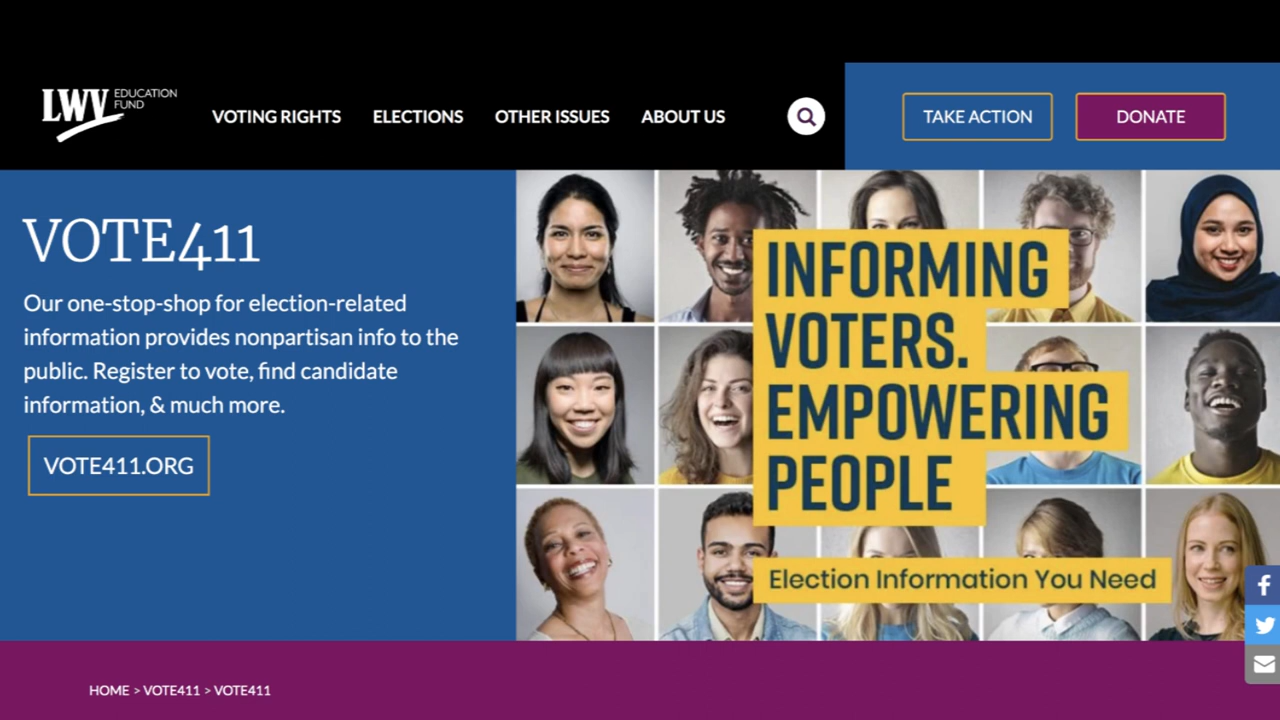 LWV EDUCATION
FUND
VOTING RIGHTS ELECTIONS OTHER ISSUES ABOUT US
TAKE ACTION DONATE
VOTE411
Our one-stop-shop for election-related
information provides nonpartisan info to the
public. Register to vote, find candidate
information, & much more.
VOTE411.ORG
INFORMING
VOTERS.
EMPOWERING
PEOPLE
Election Information You Need
HOME > VOTE411 > VOTE411